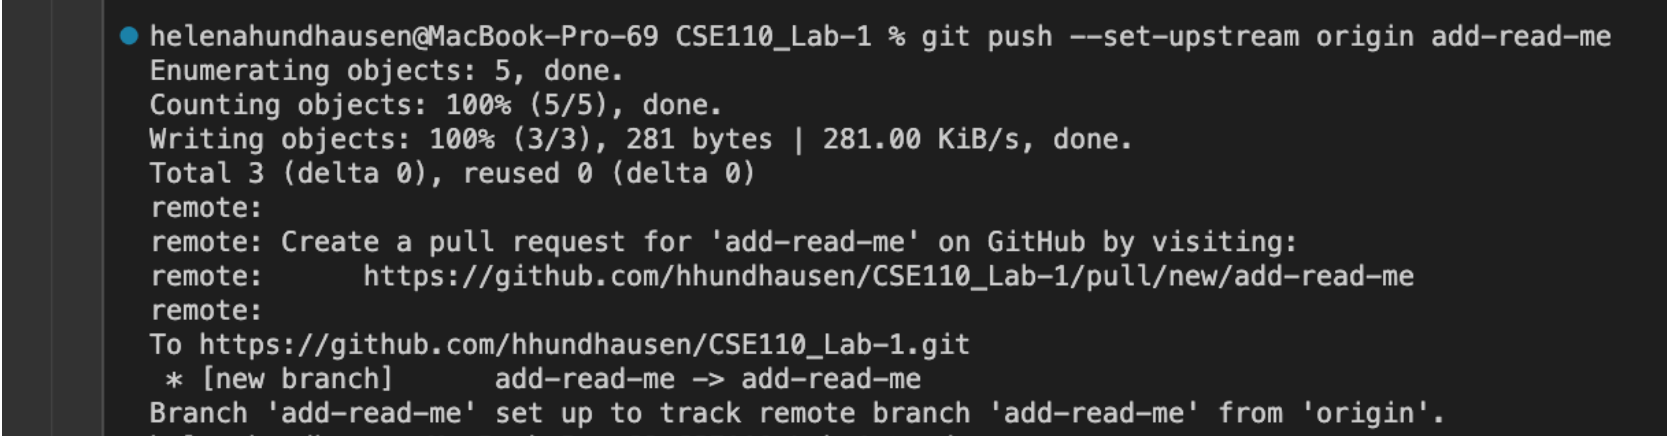 helenahundhausen@MacBook-Pro-69 CSE110_Lab-1 % git push --set-upstream origin add-read-me
Enumerating objects: 5, done.
Counting objects: 100% (5/5), done.
Writing objects: 100% (3/3), 281 bytes | 281.00 KiB/s, done.
Total 3 (delta 0), reused 0 (delta 0)
remote:
remote: Create a pull request for 'add-read-me' on GitHub by visiting:
remote:      https://github.com/hhundhausen/CSE110_Lab-1/pull/new/add-read-me
remote:
To https://github.com/hhundhausen/CSE110_Lab-1.git
 * [new branch]      add-read-me -> add-read-me
Branch 'add-read-me' set up to track remote branch 'add-read-me' from 'origin'.